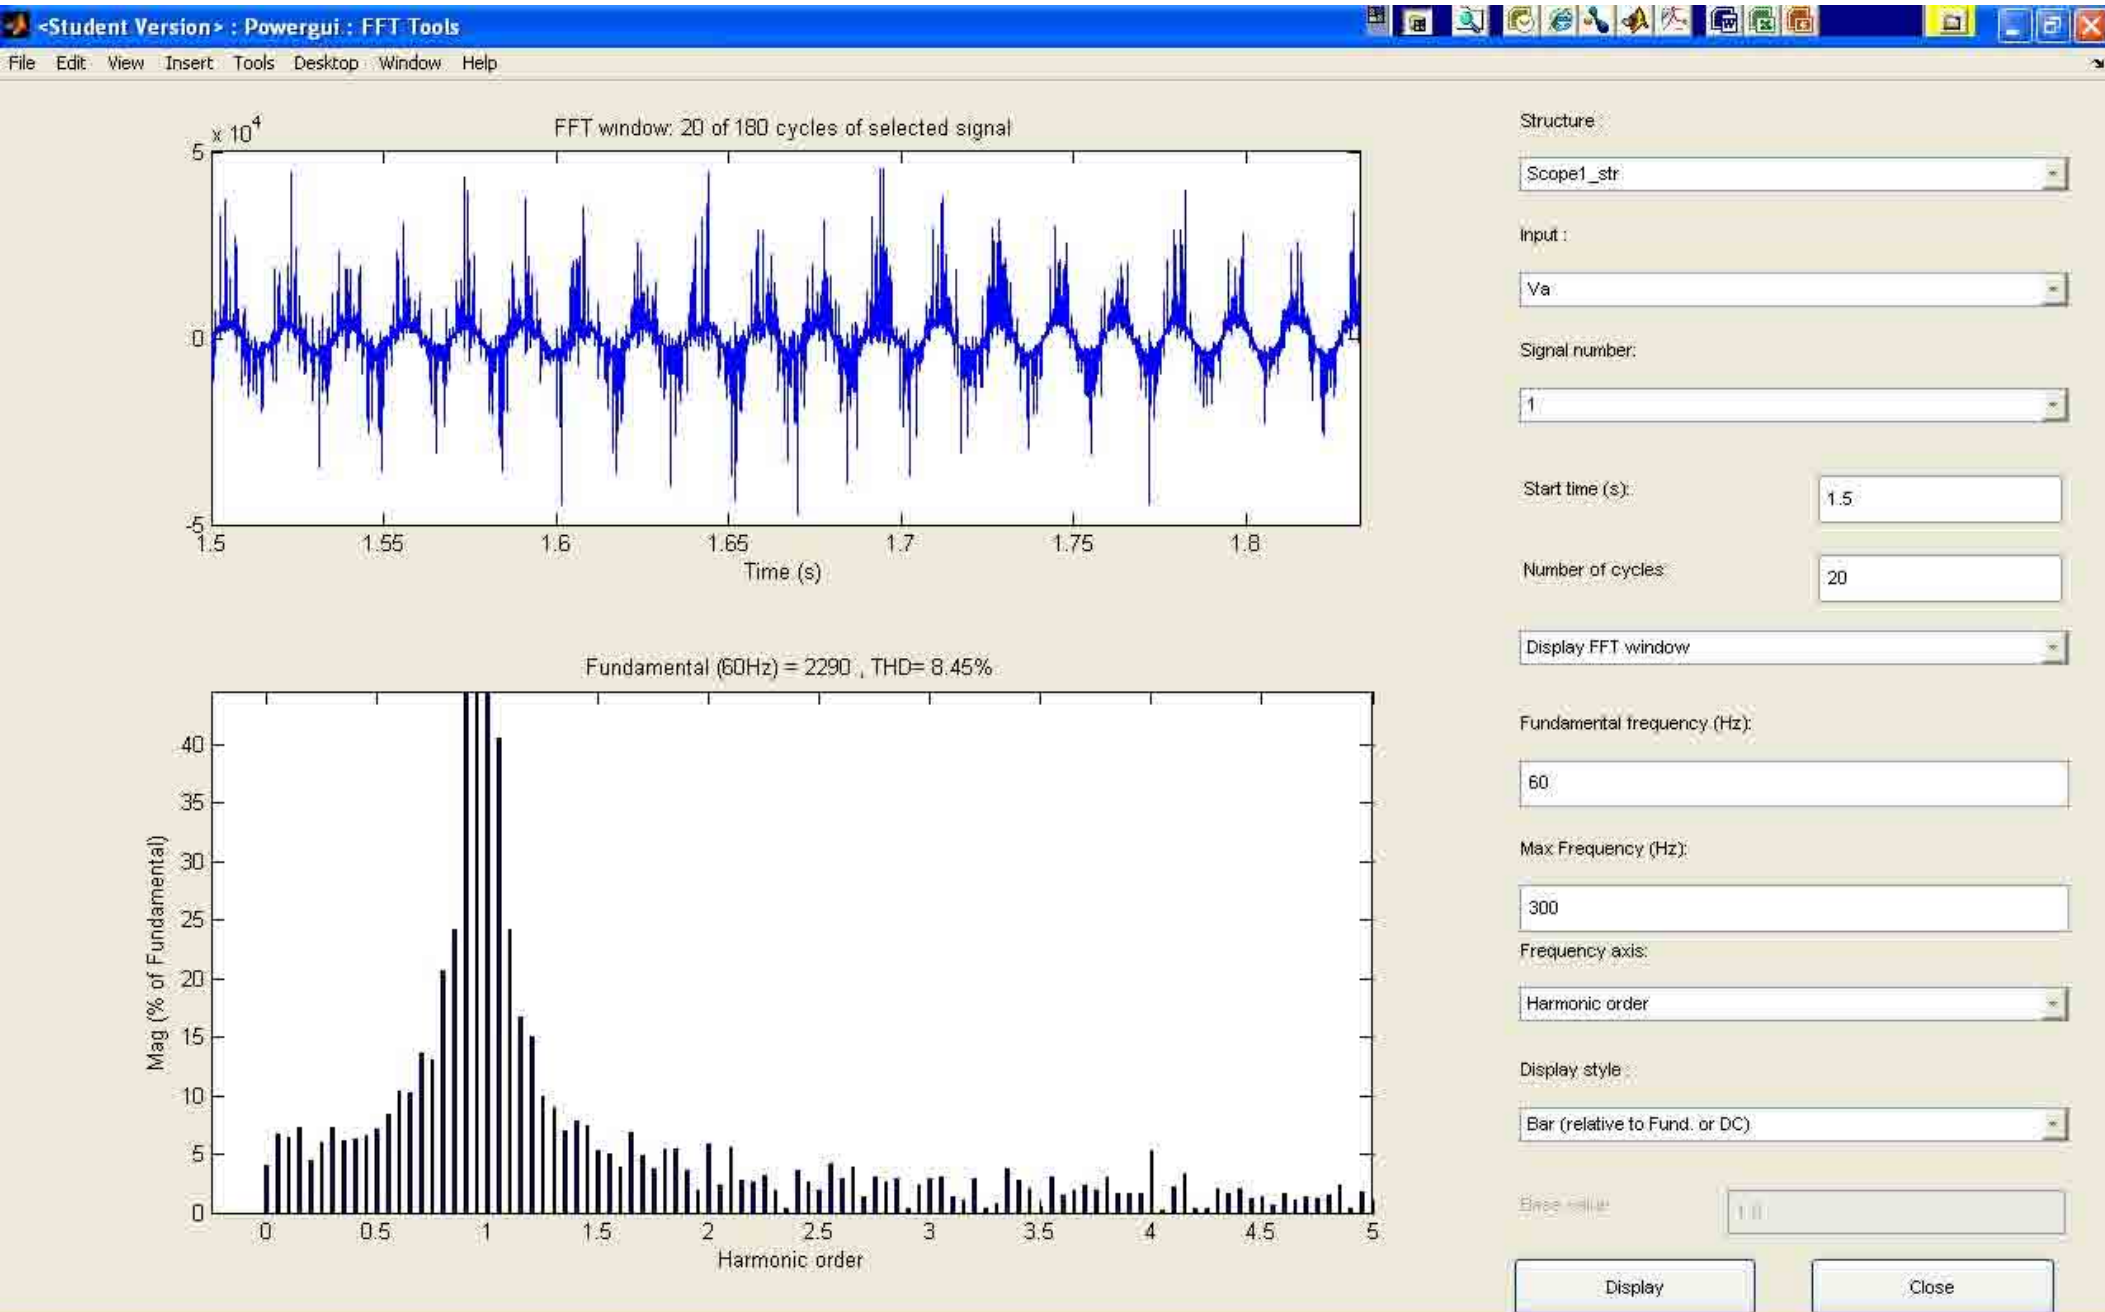 <Student Version> : Powergui : FFT Tools
File Edit View Insert Tools Desktop Window Help
x 10^4
FFT window: 20 of 180 cycles of selected signal
5
0
-5
1.5 1.55 1.6 1.65 1.7 1.75 1.8
Time (s)
Fundamental (60Hz) = 2290 , THD= 8.45%
40
35
30
25
20
15
10
5
0
Mag (% of Fundamental)
0 0.5 1 1.5 2 2.5 3 3.5 4 4.5 5
Harmonic order
Structure :
Scope1_str
Input :
Va
Signal number:
1
Start time (s):
1.5
Number of cycles:
20
Display FFT window
Fundamental frequency (Hz):
60
Max Frequency (Hz):
300
Frequency axis:
Harmonic order
Display style :
Bar (relative to Fund. or DC)
Base value:
1.0
Display
Close